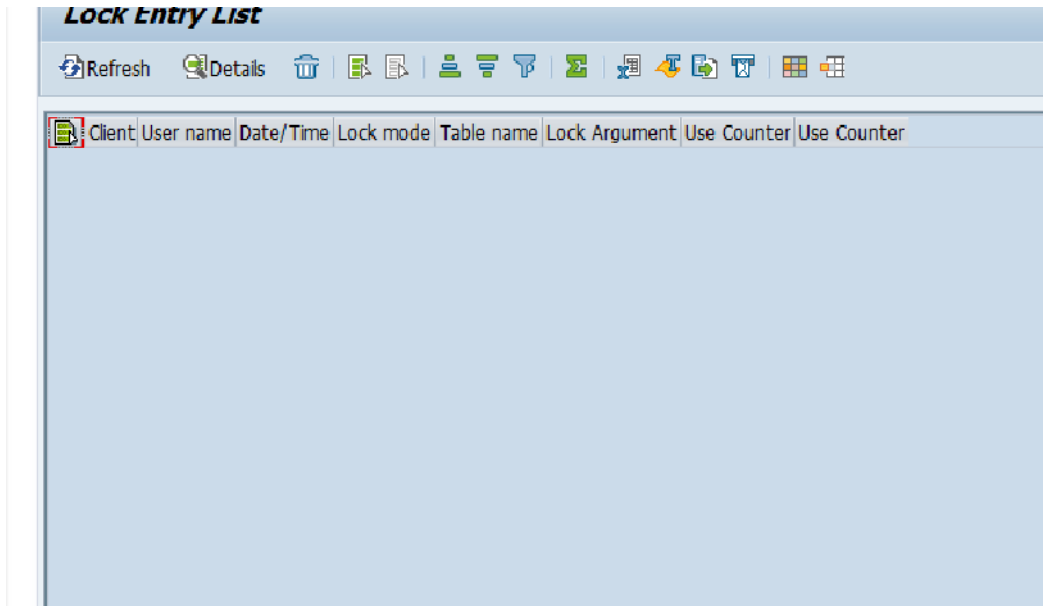 Lock Entry List
Refresh Details
Client User name Date/Time Lock mode Table name Lock Argument Use Counter Use Counter